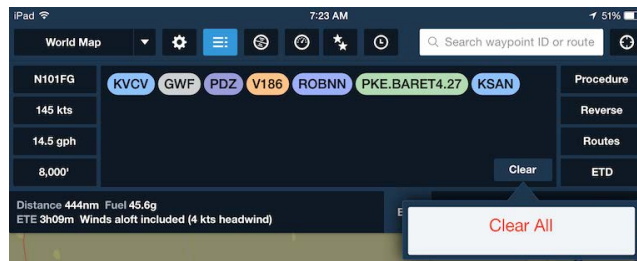 iPad 7:23 AM 51%
World Map Search waypoint ID or route
N101FG KVCV GWF PDZ V186 ROBNN PKE.BARET4.27 KSAN Procedure
145 kts Reverse
14.5 gph Routes
8,000' Clear ETD
Distance 444nm Fuel 45.6g
ETE 3h09m Winds aloft included (4 kts headwind) E
Clear All